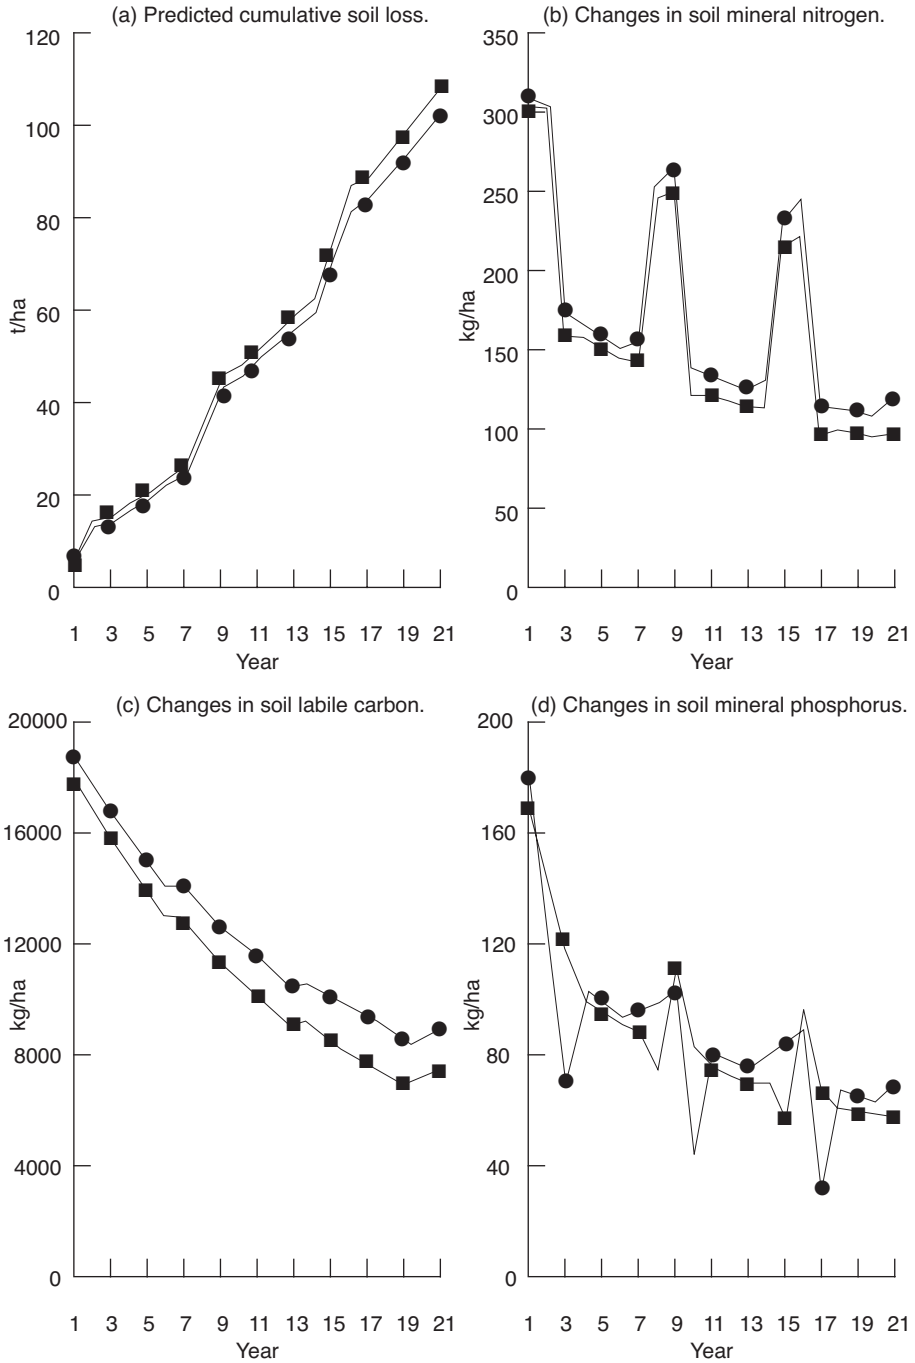 (a) Predicted cumulative soil loss.
120
100
80
60
40
20
0
t/ha
1 3 5 7 9 11 13 15 17 19 21
Year
(b) Changes in soil mineral nitrogen.
350
300
250
200
150
100
50
0
kg/ha
1 3 5 7 9 11 13 15 17 19 21
Year
(c) Changes in soil labile carbon.
20000
16000
12000
8000
4000
0
kg/ha
1 3 5 7 9 11 13 15 17 19 21
Year
(d) Changes in soil mineral phosphorus.
200
160
120
80
40
0
kg/ha
1 3 5 7 9 11 13 15 17 19 21
Year